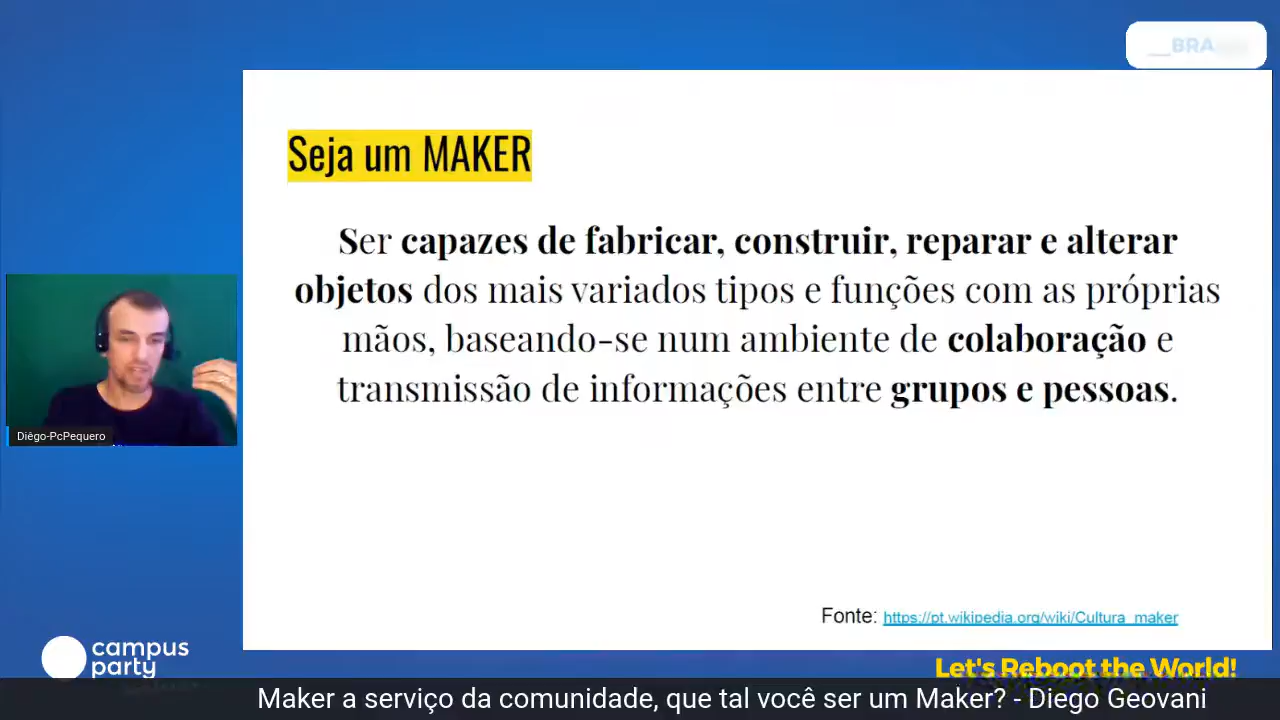 __BRA
Seja um MAKER
Ser capazes de fabricar, construir, reparar e alterar
objetos dos mais variados tipos e funções com as próprias
mãos, baseando-se num ambiente de colaboração e
transmissão de informações entre grupos e pessoas.
Diêgo-PcPequero
Fonte: https://pt.wikipedia.org/wiki/Cultura_maker
campus
party
Let's Reboot the World!
Maker a serviço da comunidade, que tal você ser um Maker? - Diego Geovani